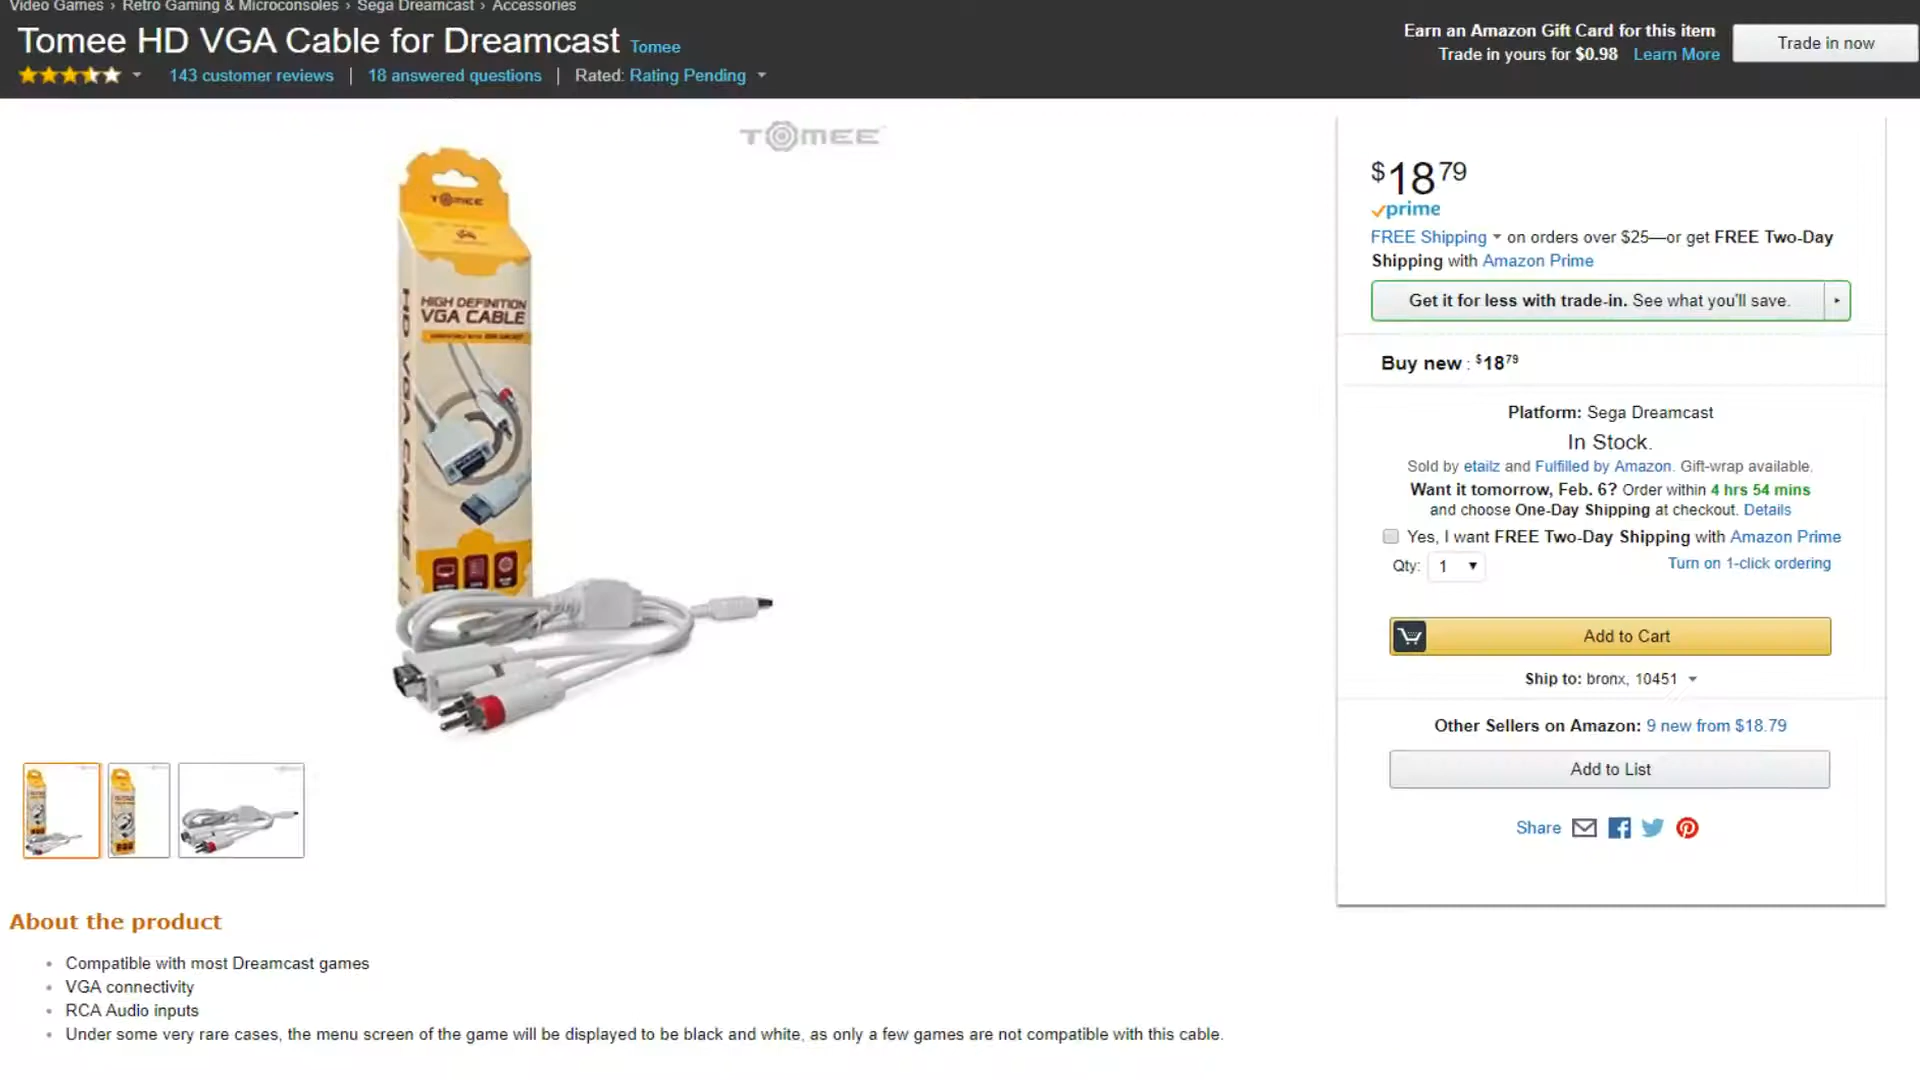 Video Games › Retro Gaming & Microconsoles › Sega Dreamcast › Accessories
Tomee HD VGA Cable for Dreamcast Tomee
143 customer reviews | 18 answered questions | Rated: Rating Pending
Earn an Amazon Gift Card for this item
Trade in yours for $0.98 Learn More
Trade in now
TOMEE
TOMEE
HIGH DEFINITION
VGA CABLE
HD VGA CABLE
$18 79
prime
FREE Shipping on orders over $25—or get FREE Two-Day
Shipping with Amazon Prime
Get it for less with trade-in. See what you'll save.
Buy new : $18 79
Platform: Sega Dreamcast
In Stock.
Sold by etailz and Fulfilled by Amazon. Gift-wrap available.
Want it tomorrow, Feb. 6? Order within 4 hrs 54 mins
and choose One-Day Shipping at checkout. Details
Yes, I want FREE Two-Day Shipping with Amazon Prime
Qty: 1
Turn on 1-click ordering
Add to Cart
Ship to: bronx, 10451
Other Sellers on Amazon: 9 new from $18.79
Add to List
Share
About the product
• Compatible with most Dreamcast games
• VGA connectivity
• RCA Audio inputs
• Under some very rare cases, the menu screen of the game will be displayed to be black and white, as only a few games are not compatible with this cable.